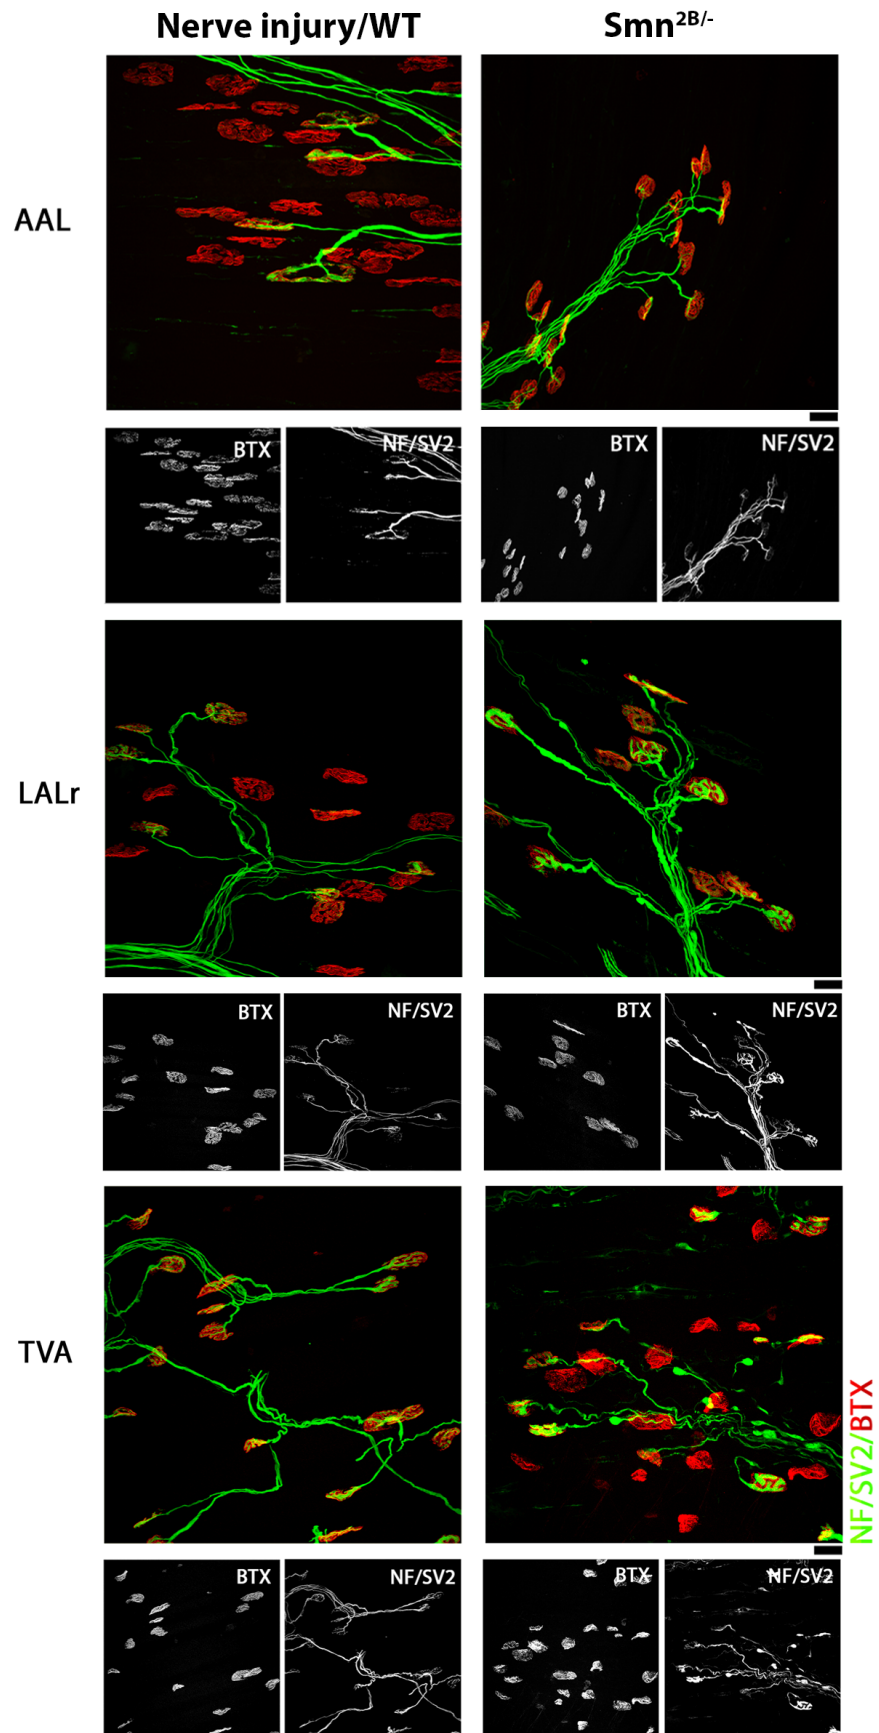 Nerve injury/WT
Smn2B/-
AAL
BTX
NF/SV2
BTX
NF/SV2
LALr
BTX
NF/SV2
BTX
NF/SV2
TVA
NF/SV2/BTX
BTX
NF/SV2
BTX
NF/SV2